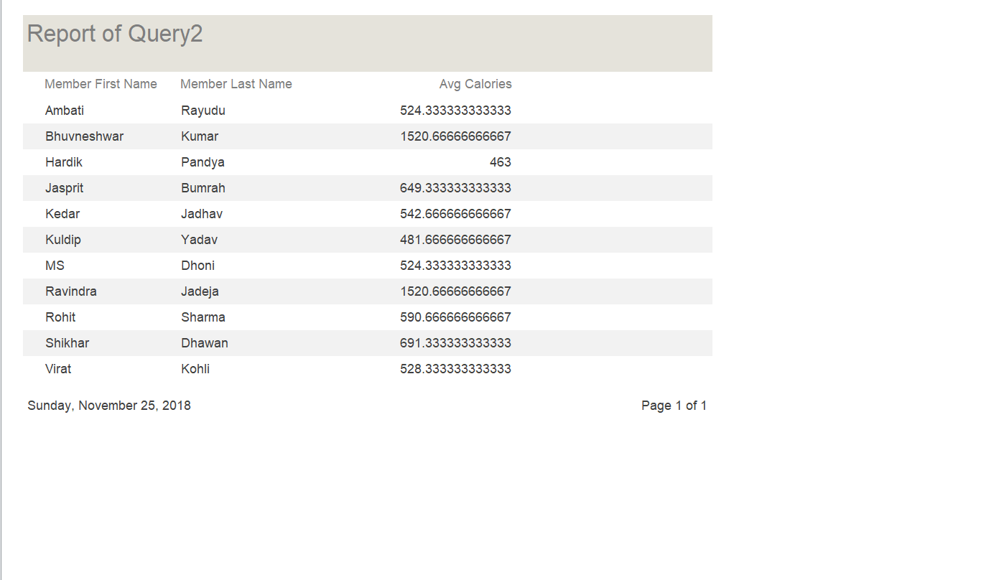 Report of Query2
Member First Name Member Last Name Avg Calories
Ambati Rayudu 524.333333333333
Bhuvneshwar Kumar 1520.66666666667
Hardik Pandya 463
Jasprit Bumrah 649.333333333333
Kedar Jadhav 542.666666666667
Kuldip Yadav 481.666666666667
MS Dhoni 524.333333333333
Ravindra Jadeja 1520.66666666667
Rohit Sharma 590.666666666667
Shikhar Dhawan 691.333333333333
Virat Kohli 528.333333333333
Sunday, November 25, 2018 Page 1 of 1